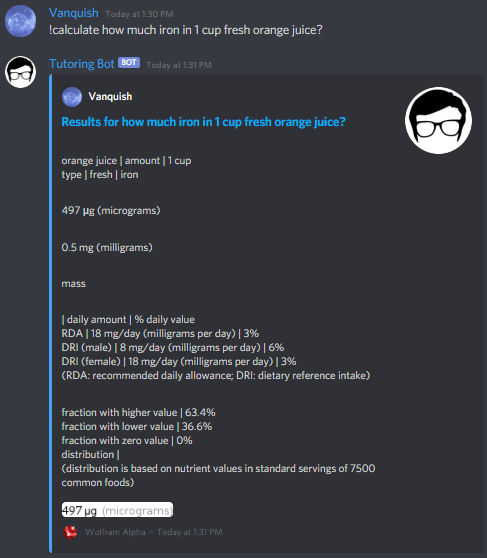 Vanquish Today at 1:30 PM
!calculate how much iron in 1 cup fresh orange juice?
Tutoring Bot BOT Today at 1:31 PM
Vanquish
Results for how much iron in 1 cup fresh orange juice?
orange juice | amount | 1 cup
type | fresh | iron
497 µg (micrograms)
0.5 mg (milligrams)
mass
| daily amount | % daily value
RDA | 18 mg/day (milligrams per day) | 3%
DRI (male) | 8 mg/day (milligrams per day) | 6%
DRI (female) | 18 mg/day (milligrams per day) | 3%
(RDA: recommended daily allowance; DRI: dietary reference intake)
fraction with higher value | 63.4%
fraction with lower value | 36.6%
fraction with zero value | 0%
distribution |
(distribution is based on nutrient values in standard servings of 7500
common foods)
497 µg (micrograms)
Wolfram Alpha • Today at 1:31 PM